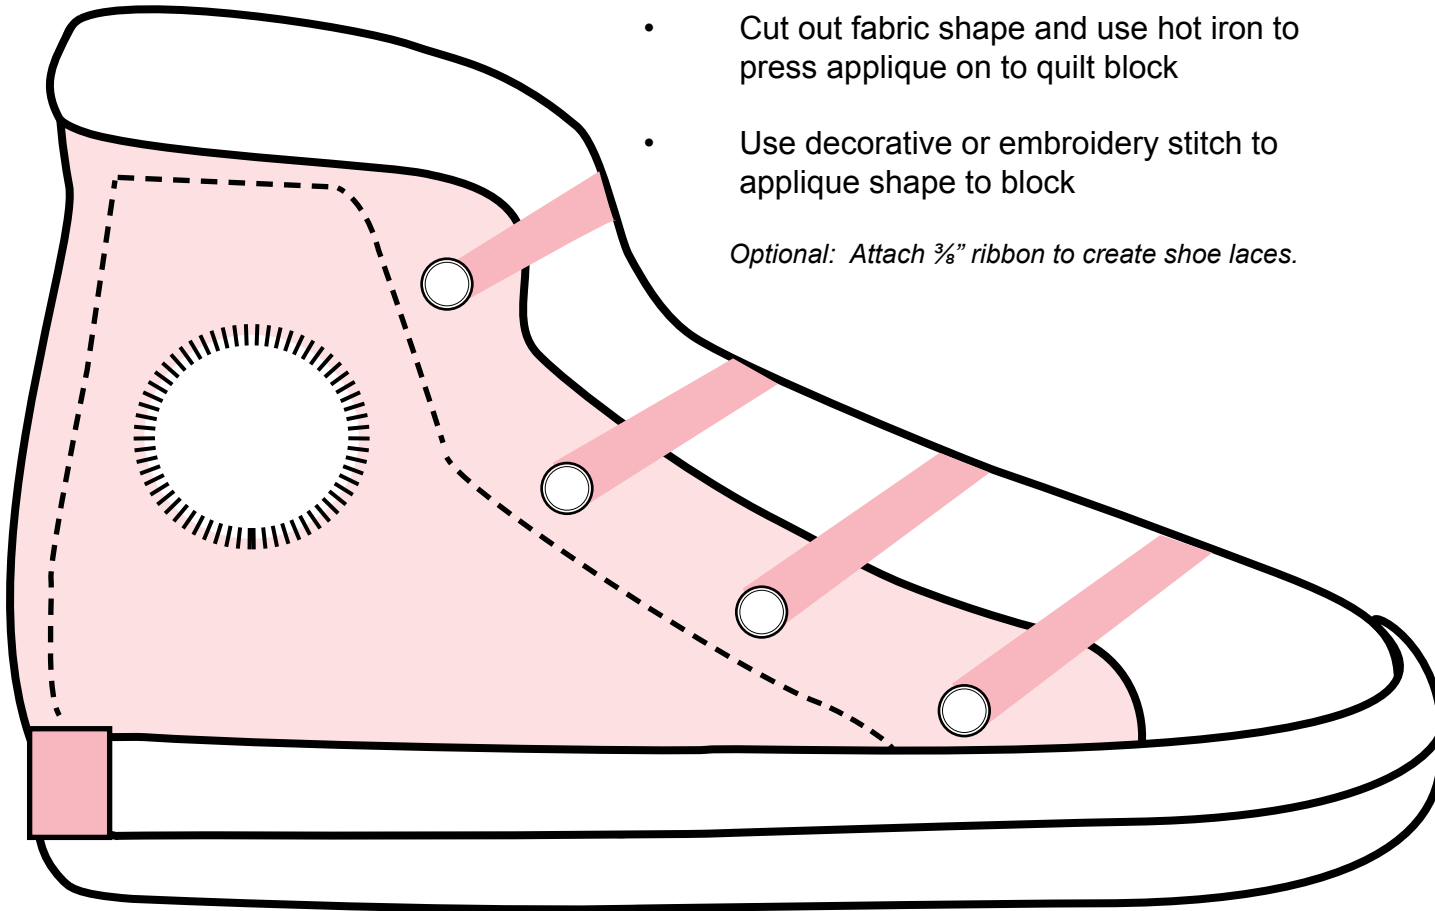 • Cut out fabric shape and use hot iron to
press applique on to quilt block
• Use decorative or embroidery stitch to
applique shape to block
Optional: Attach ⅜” ribbon to create shoe laces.